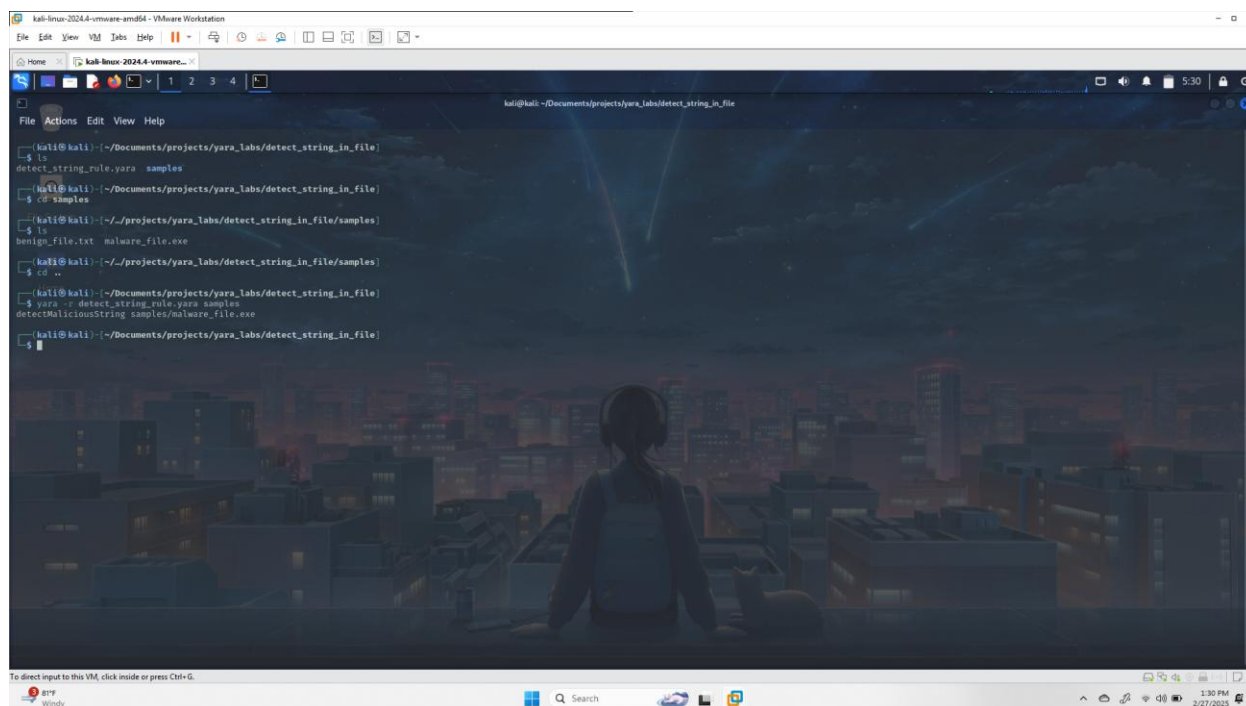 kali-linux-2024.4-vmware-amd64 - VMware Workstation
File Edit View VM Tabs Help
Home kali-linux-2024.4-vmware...
1 2 3 4 5:30
kali@kali: ~/Documents/projects/yara_labs/detect_string_in_file
File Actions Edit View Help
(kali㉿kali)-[~/Documents/projects/yara_labs/detect_string_in_file]
$ ls
detect_string_rule.yara samples
(kali㉿kali)-[~/Documents/projects/yara_labs/detect_string_in_file]
$ cd samples
(kali㉿kali)-[~/…/projects/yara_labs/detect_string_in_file/samples]
$ ls
benign_file.txt malware_file.exe
(kali㉿kali)-[~/…/projects/yara_labs/detect_string_in_file/samples]
$ cd ..
(kali㉿kali)-[~/Documents/projects/yara_labs/detect_string_in_file]
$ yara -r detect_string_rule.yara samples
detectMaliciousString samples/malware_file.exe
(kali㉿kali)-[~/Documents/projects/yara_labs/detect_string_in_file]
$
To direct input to this VM, click inside or press Ctrl+G.
3 81°F
Windy
Search
1:30 PM
2/27/2025